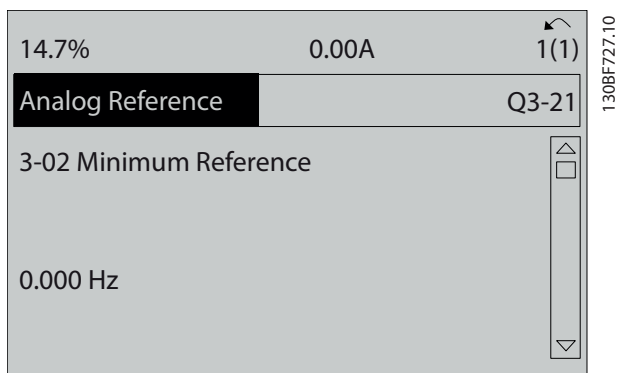 14.7% 0.00A 1(1)
Analog Reference Q3-21
3-02 Minimum Reference
0.000 Hz
130BF727.10